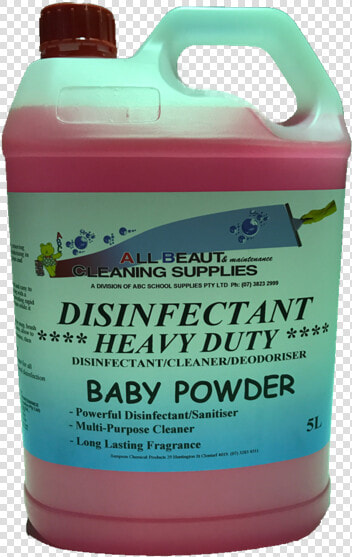 ABC
ALL BEAUT & maintenance
CLEANING SUPPLIES
A DIVISION OF ABC SCHOOL SUPPLIES PTY LTD Ph: (07) 3823 2999
DISINFECTANT
**** HEAVY DUTY ****
DISINFECTANT/CLEANER/DEODORISER
BABY POWDER
- Powerful Disinfectant/Sanitiser
- Multi-Purpose Cleaner
- Long Lasting Fragrance
5L